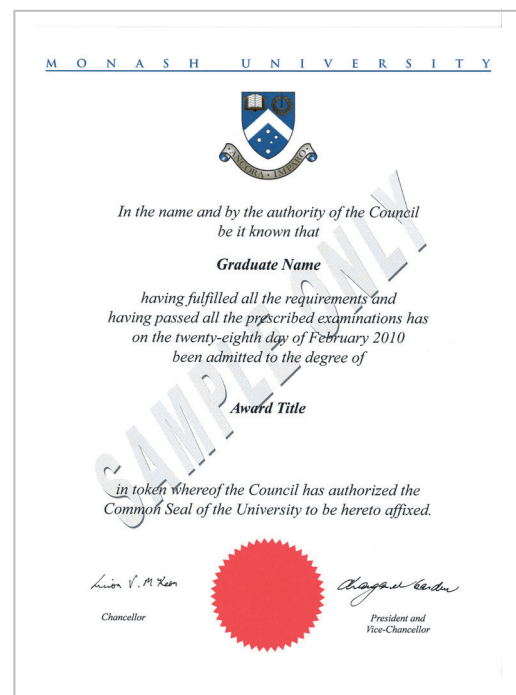 MONASH UNIVERSITY
ANCORA IMPARO
In the name and by the authority of the Council
be it known that
Graduate Name
having fulfilled all the requirements and
having passed all the prescribed examinations has
on the twenty-eighth day of February 2010
been admitted to the degree of
Award Title
in token whereof the Council has authorized the
Common Seal of the University to be hereto affixed.
SAMPLE ONLY
Chancellor
President and
Vice-Chancellor